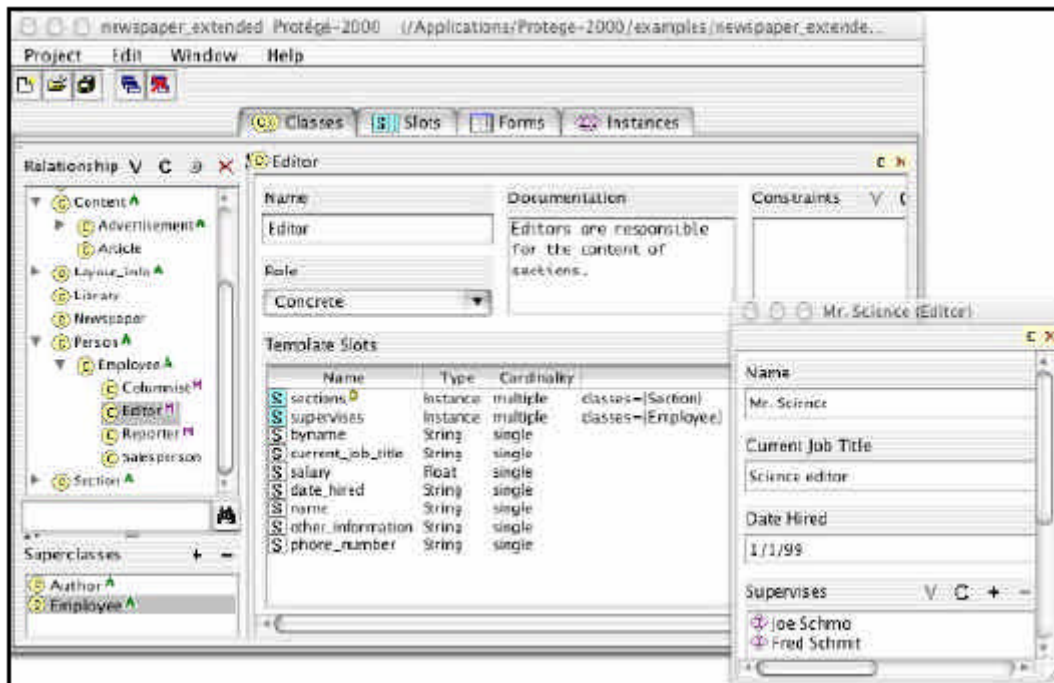 newspaper_extended Protégé-2000 (/Applications/Protege-2000/examples/newspaper_extende...
Project Edit Window Help
Classes Slots Forms Instances
Relationship V C
Content A
Advertisement A
Article
Layout_info A
Library
Newspaper
Person A
Employee A
Columnist M
Editor M
Reporter M
Salesperson
Section A
Superclasses + -
Author A
Employee A
Editor
Name
Editor
Role
Concrete
Documentation
Editors are responsible
for the content of
sections.
Constraints V C
Template Slots
Name Type Cardinality
S sections Instance multiple classes={Section}
S supervises Instance multiple classes={Employee}
S byname String single
S current_job_title String single
S salary Float single
S date_hired String single
S name String single
S other_information String single
S phone_number String single
Mr. Science (Editor)
Name
Mr. Science
Current Job Title
Science editor
Date Hired
1/1/99
Supervises V C + -
Joe Schmo
Fred Schmit